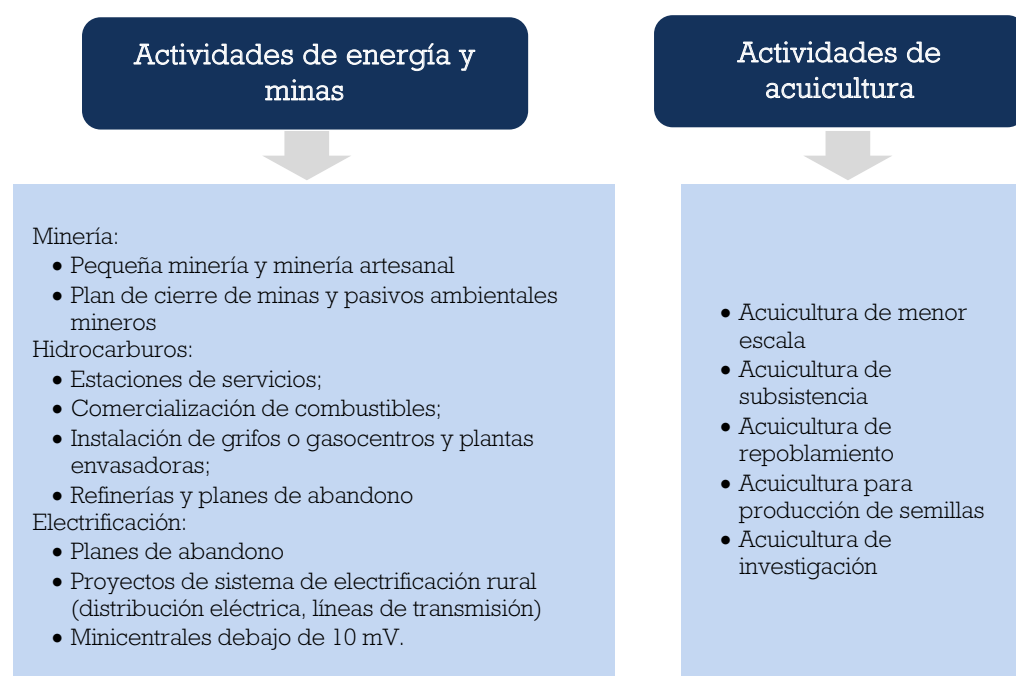 Actividades de energía y
minas
Minería:
• Pequeña minería y minería artesanal
• Plan de cierre de minas y pasivos ambientales
mineros
Hidrocarburos:
• Estaciones de servicios;
• Comercialización de combustibles;
• Instalación de grifos o gasocentros y plantas
envasadoras;
• Refinerías y planes de abandono
Electrificación:
• Planes de abandono
• Proyectos de sistema de electrificación rural
(distribución eléctrica, líneas de transmisión)
• Minicentrales debajo de 10 mV.
Actividades de
acuicultura
• Acuicultura de menor
escala
• Acuicultura de
subsistencia
• Acuicultura de
repoblamiento
• Acuicultura para
producción de semillas
• Acuicultura de
investigación